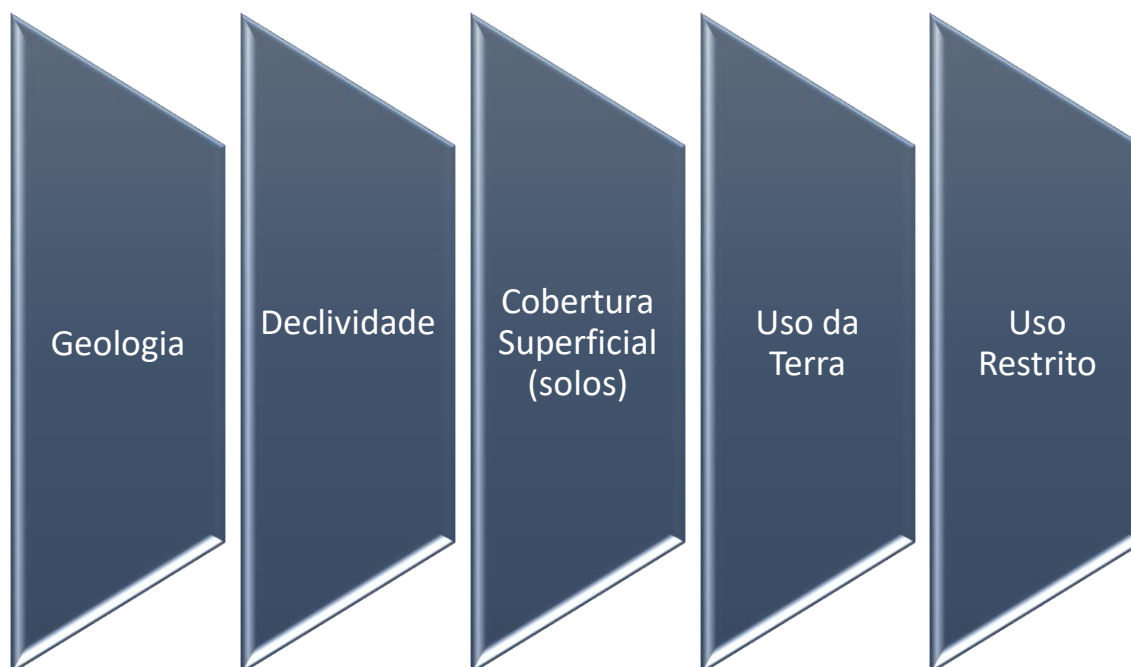 Geologia
Declividade
Cobertura
Superficial
(solos)
Uso da
Terra
Uso
Restrito